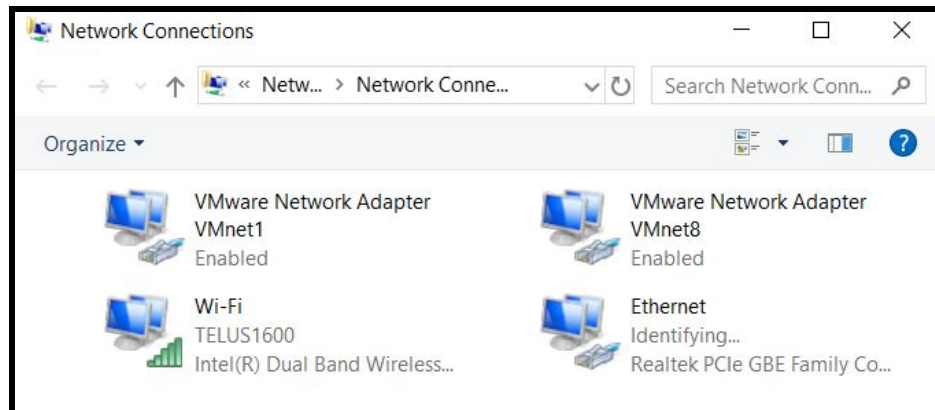 Network Connections
« Netw... > Network Conne...
Search Network Conn...
Organize
VMware Network Adapter
VMnet1
Enabled
VMware Network Adapter
VMnet8
Enabled
Wi-Fi
TELUS1600
Intel(R) Dual Band Wireless...
Ethernet
Identifying...
Realtek PCIe GBE Family Co...